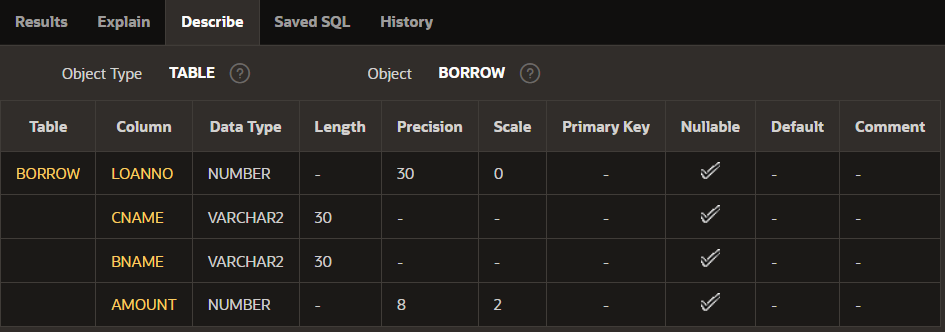 Results Explain Describe Saved SQL History
Object Type TABLE ? Object BORROW ?
Table Column Data Type Length Precision Scale Primary Key Nullable Default Comment
BORROW LOANNO NUMBER - 30 0 - - -
CNAME VARCHAR2 30 - - - - -
BNAME VARCHAR2 30 - - - - -
AMOUNT NUMBER - 8 2 - - -